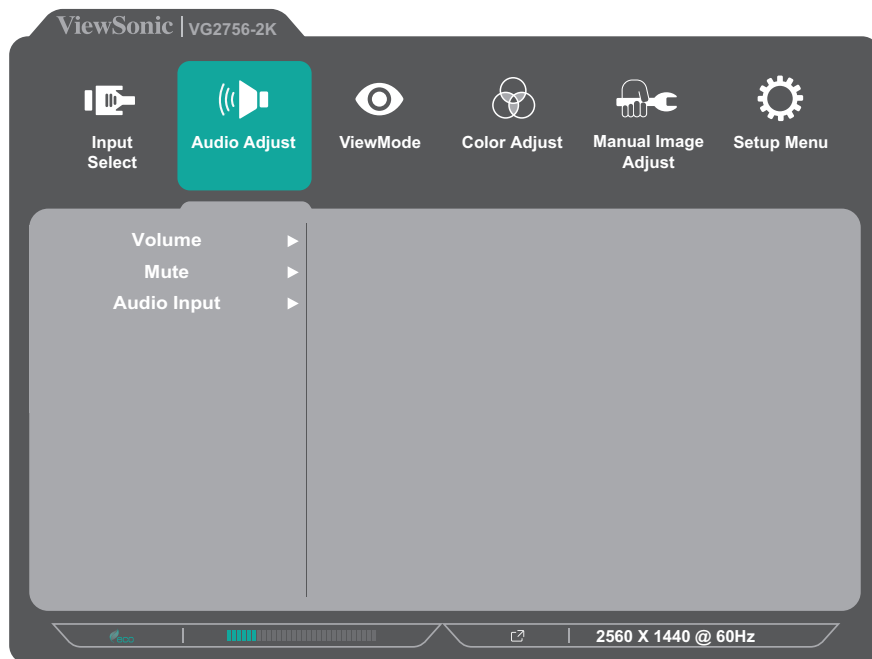 ViewSonic | VG2756-2K
Input
Select
Audio Adjust
ViewMode
Color Adjust
Manual Image
Adjust
Setup Menu
Volume
Mute
Audio Input
eco
2560 X 1440 @ 60Hz